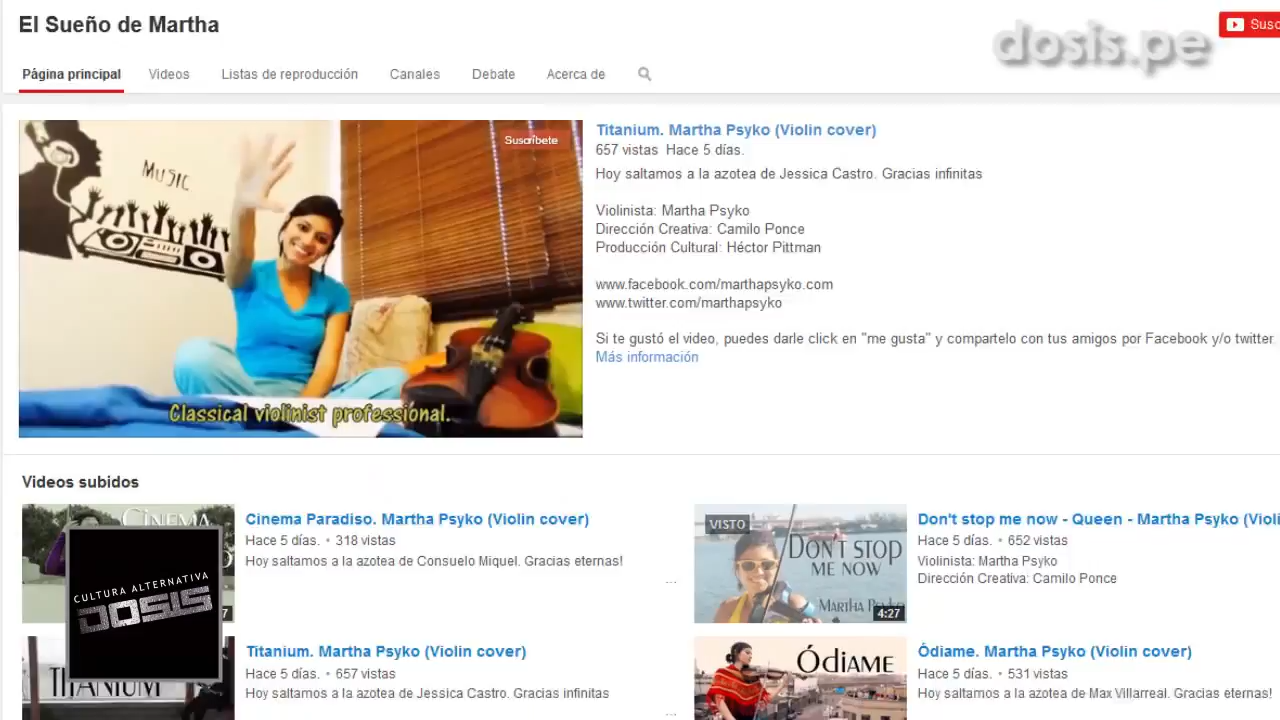 El Sueño de Martha
dosis.pe
Página principal
Videos
Listas de reproducción
Canales
Debate
Acerca de
MUSIC
Suscríbete
Classical violinist professional.
Titanium. Martha Psyko (Violin cover)
657 vistas Hace 5 días.
Hoy saltamos a la azotea de Jessica Castro. Gracias infinitas
Violinista: Martha Psyko
Dirección Creativa: Camilo Ponce
Producción Cultural: Héctor Pittman
www.facebook.com/marthapsyko.com
www.twitter.com/marthapsyko
Si te gustó el video, puedes darle click en "me gusta" y compartelo con tus amigos por Facebook y/o twitter.
Más información
Videos subidos
CINEMA
CULTURA ALTERNATIVA
DOSIS
Cinema Paradiso. Martha Psyko (Violin cover)
Hace 5 días. • 318 vistas
Hoy saltamos a la azotea de Consuelo Miquel. Gracias eternas!
...
VISTO
DON'T STOP
ME NOW
MARTHA
4:27
Don't stop me now - Queen - Martha Psyko
Hace 5 días. • 652 vistas
Violinista: Martha Psyko
Dirección Creativa: Camilo Ponce
TITANIUM
Titanium. Martha Psyko (Violin cover)
Hace 5 días. • 657 vistas
Hoy saltamos a la azotea de Jessica Castro. Gracias infinitas
...
ÓDIAME
Ódiame. Martha Psyko (Violin cover)
Hace 5 días. • 531 vistas
Hoy saltamos a la azotea de Max Villarreal. Gracias eternas!